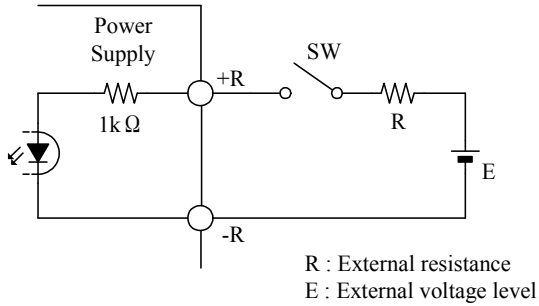 Power
Supply
SW
+R
1kΩ
R
E
-R
R : External resistance
E : External voltage level